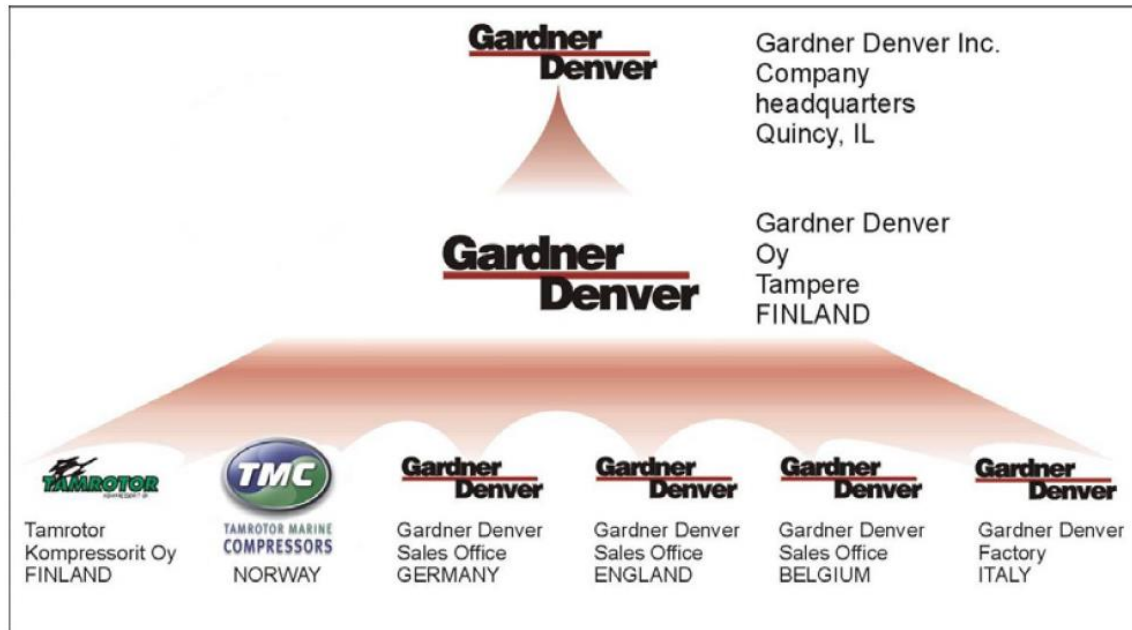 Gardner
Denver
Gardner Denver Inc.
Company
headquarters
Quincy, IL
Gardner
Denver
Gardner Denver
Oy
Tampere
FINLAND
TAMROTOR
Tamrotor
Kompressorit Oy
FINLAND
TMC
TAMROTOR MARINE
COMPRESSORS
NORWAY
Gardner
Denver
Gardner Denver
Sales Office
GERMANY
Gardner
Denver
Gardner Denver
Sales Office
ENGLAND
Gardner
Denver
Gardner Denver
Sales Office
BELGIUM
Gardner
Denver
Gardner Denver
Factory
ITALY